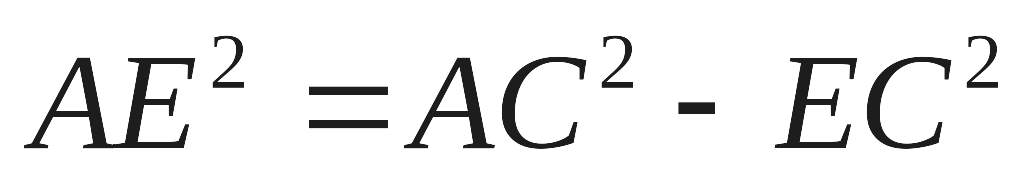 AE² = AC² - EC²